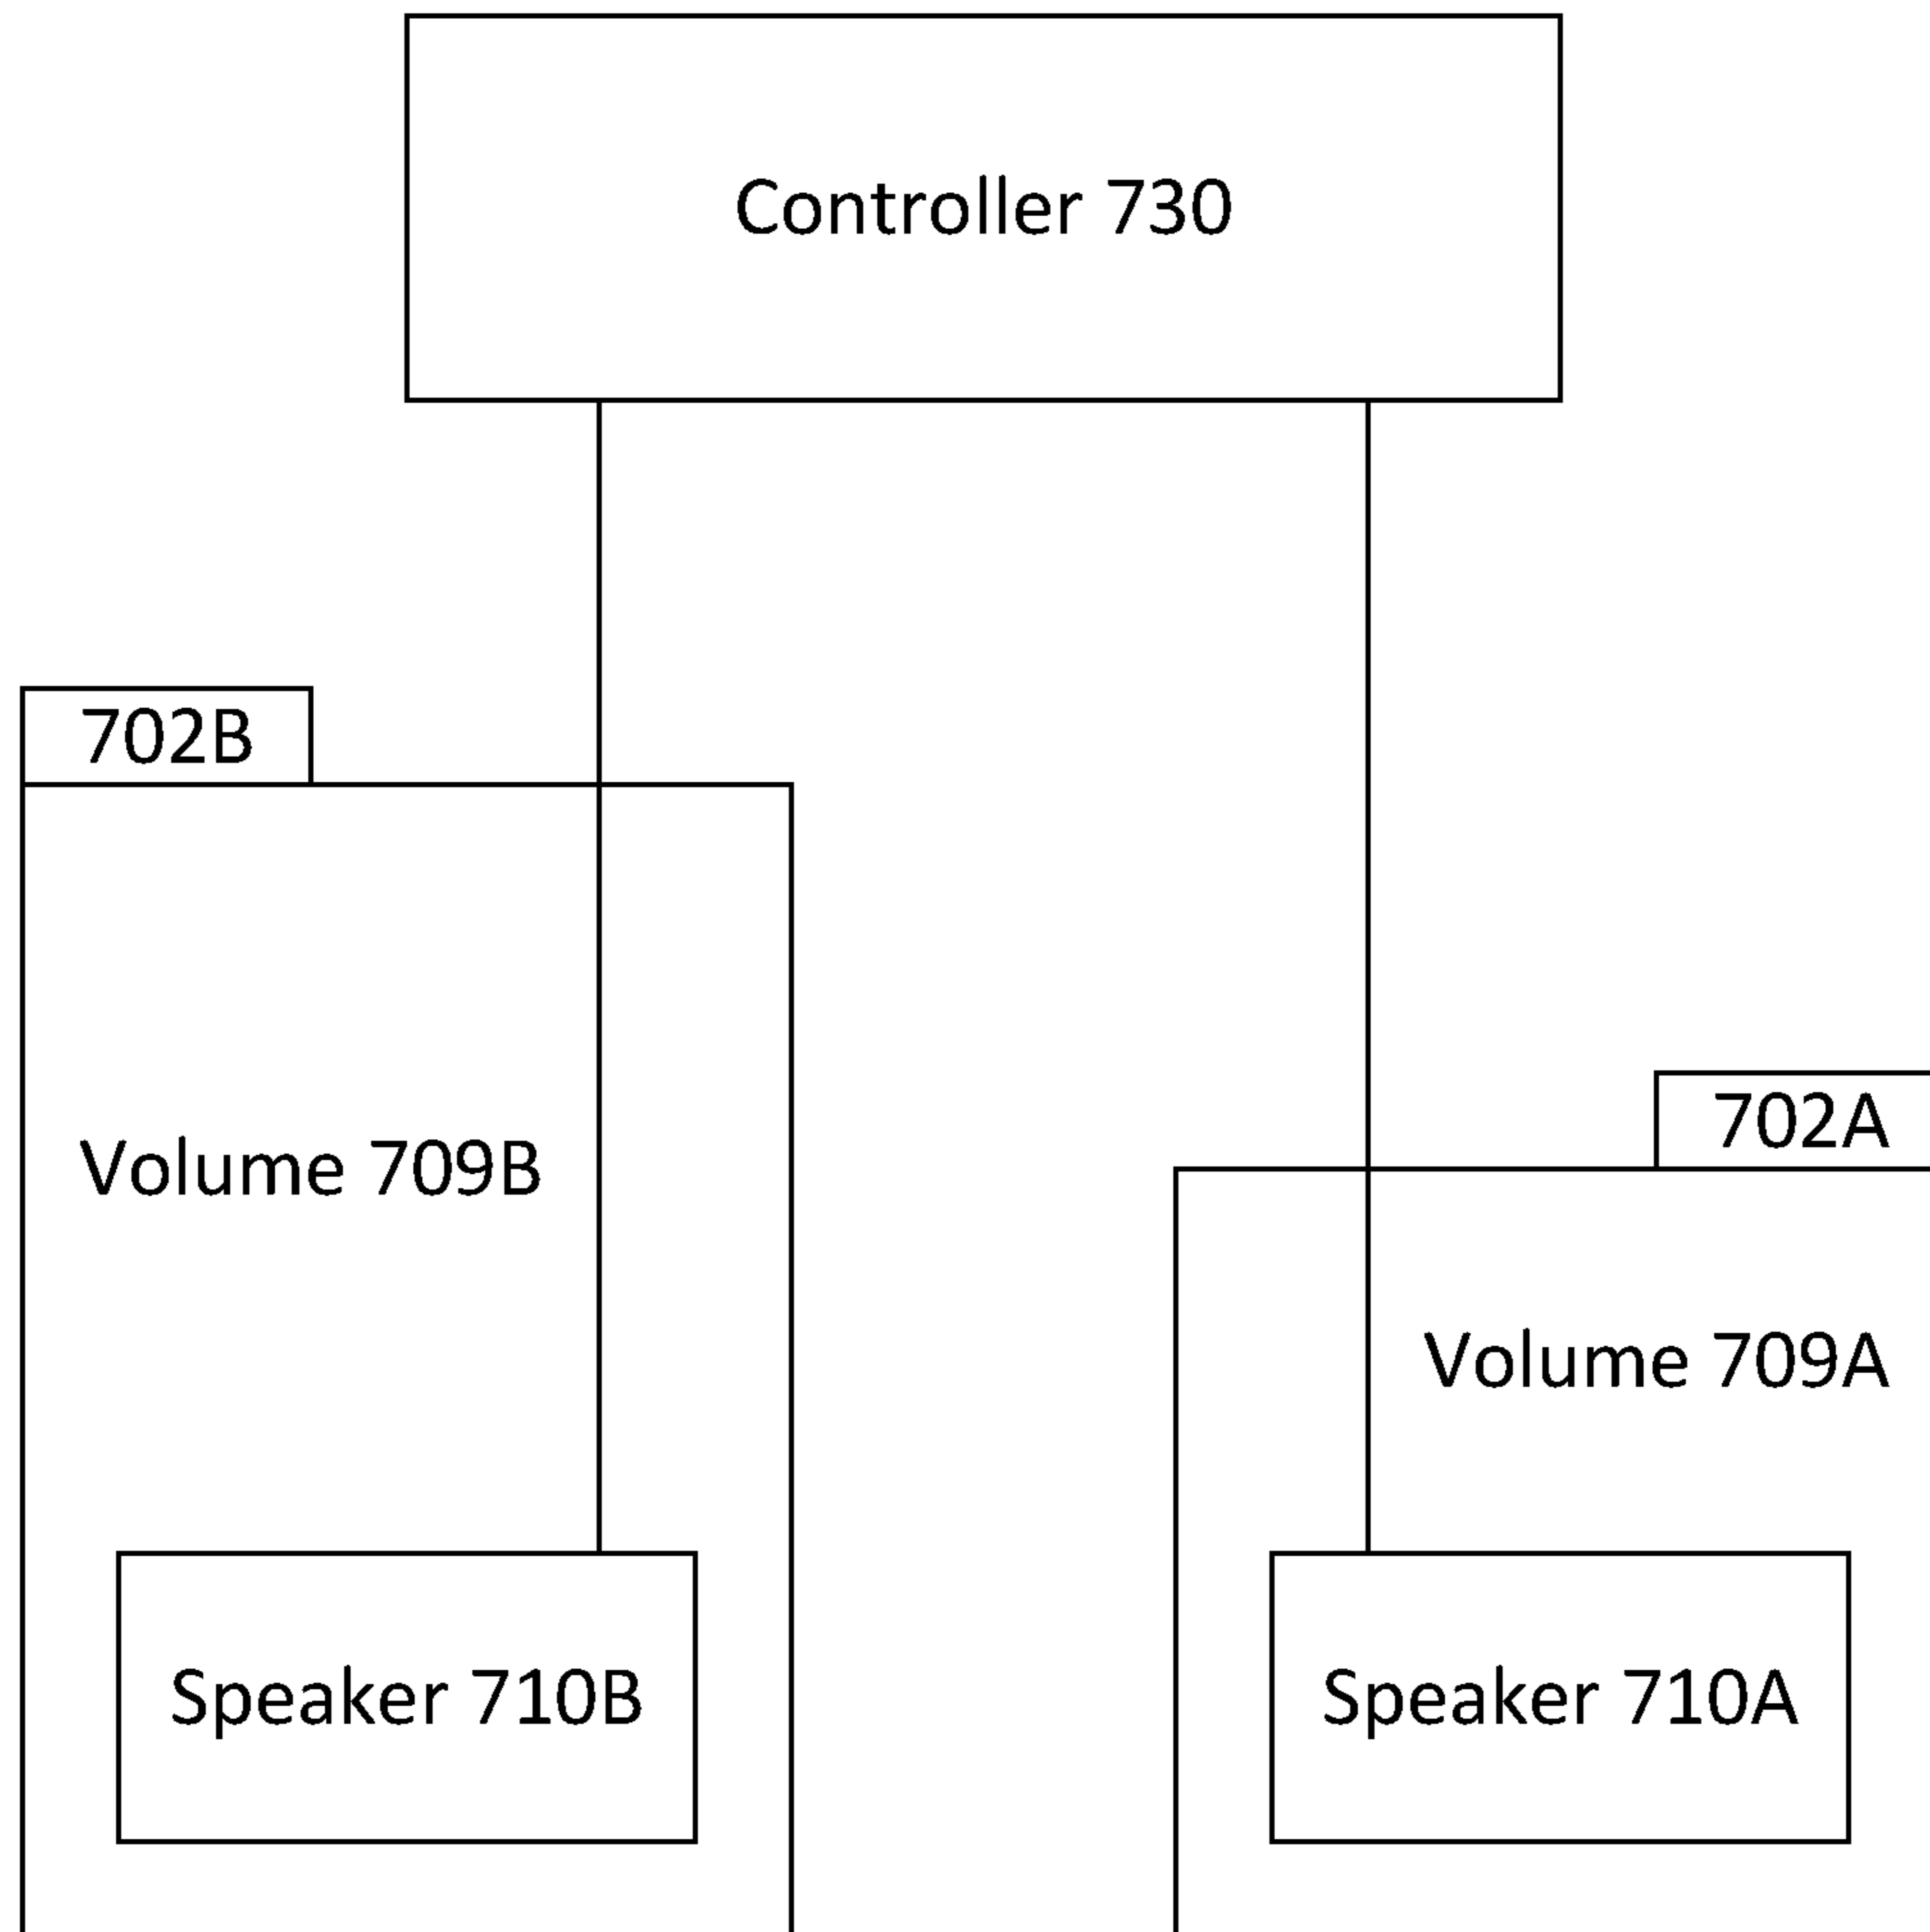 Controller 730
702B
702A
Volume 709B
Volume 709A
Speaker 710B
Speaker 710A